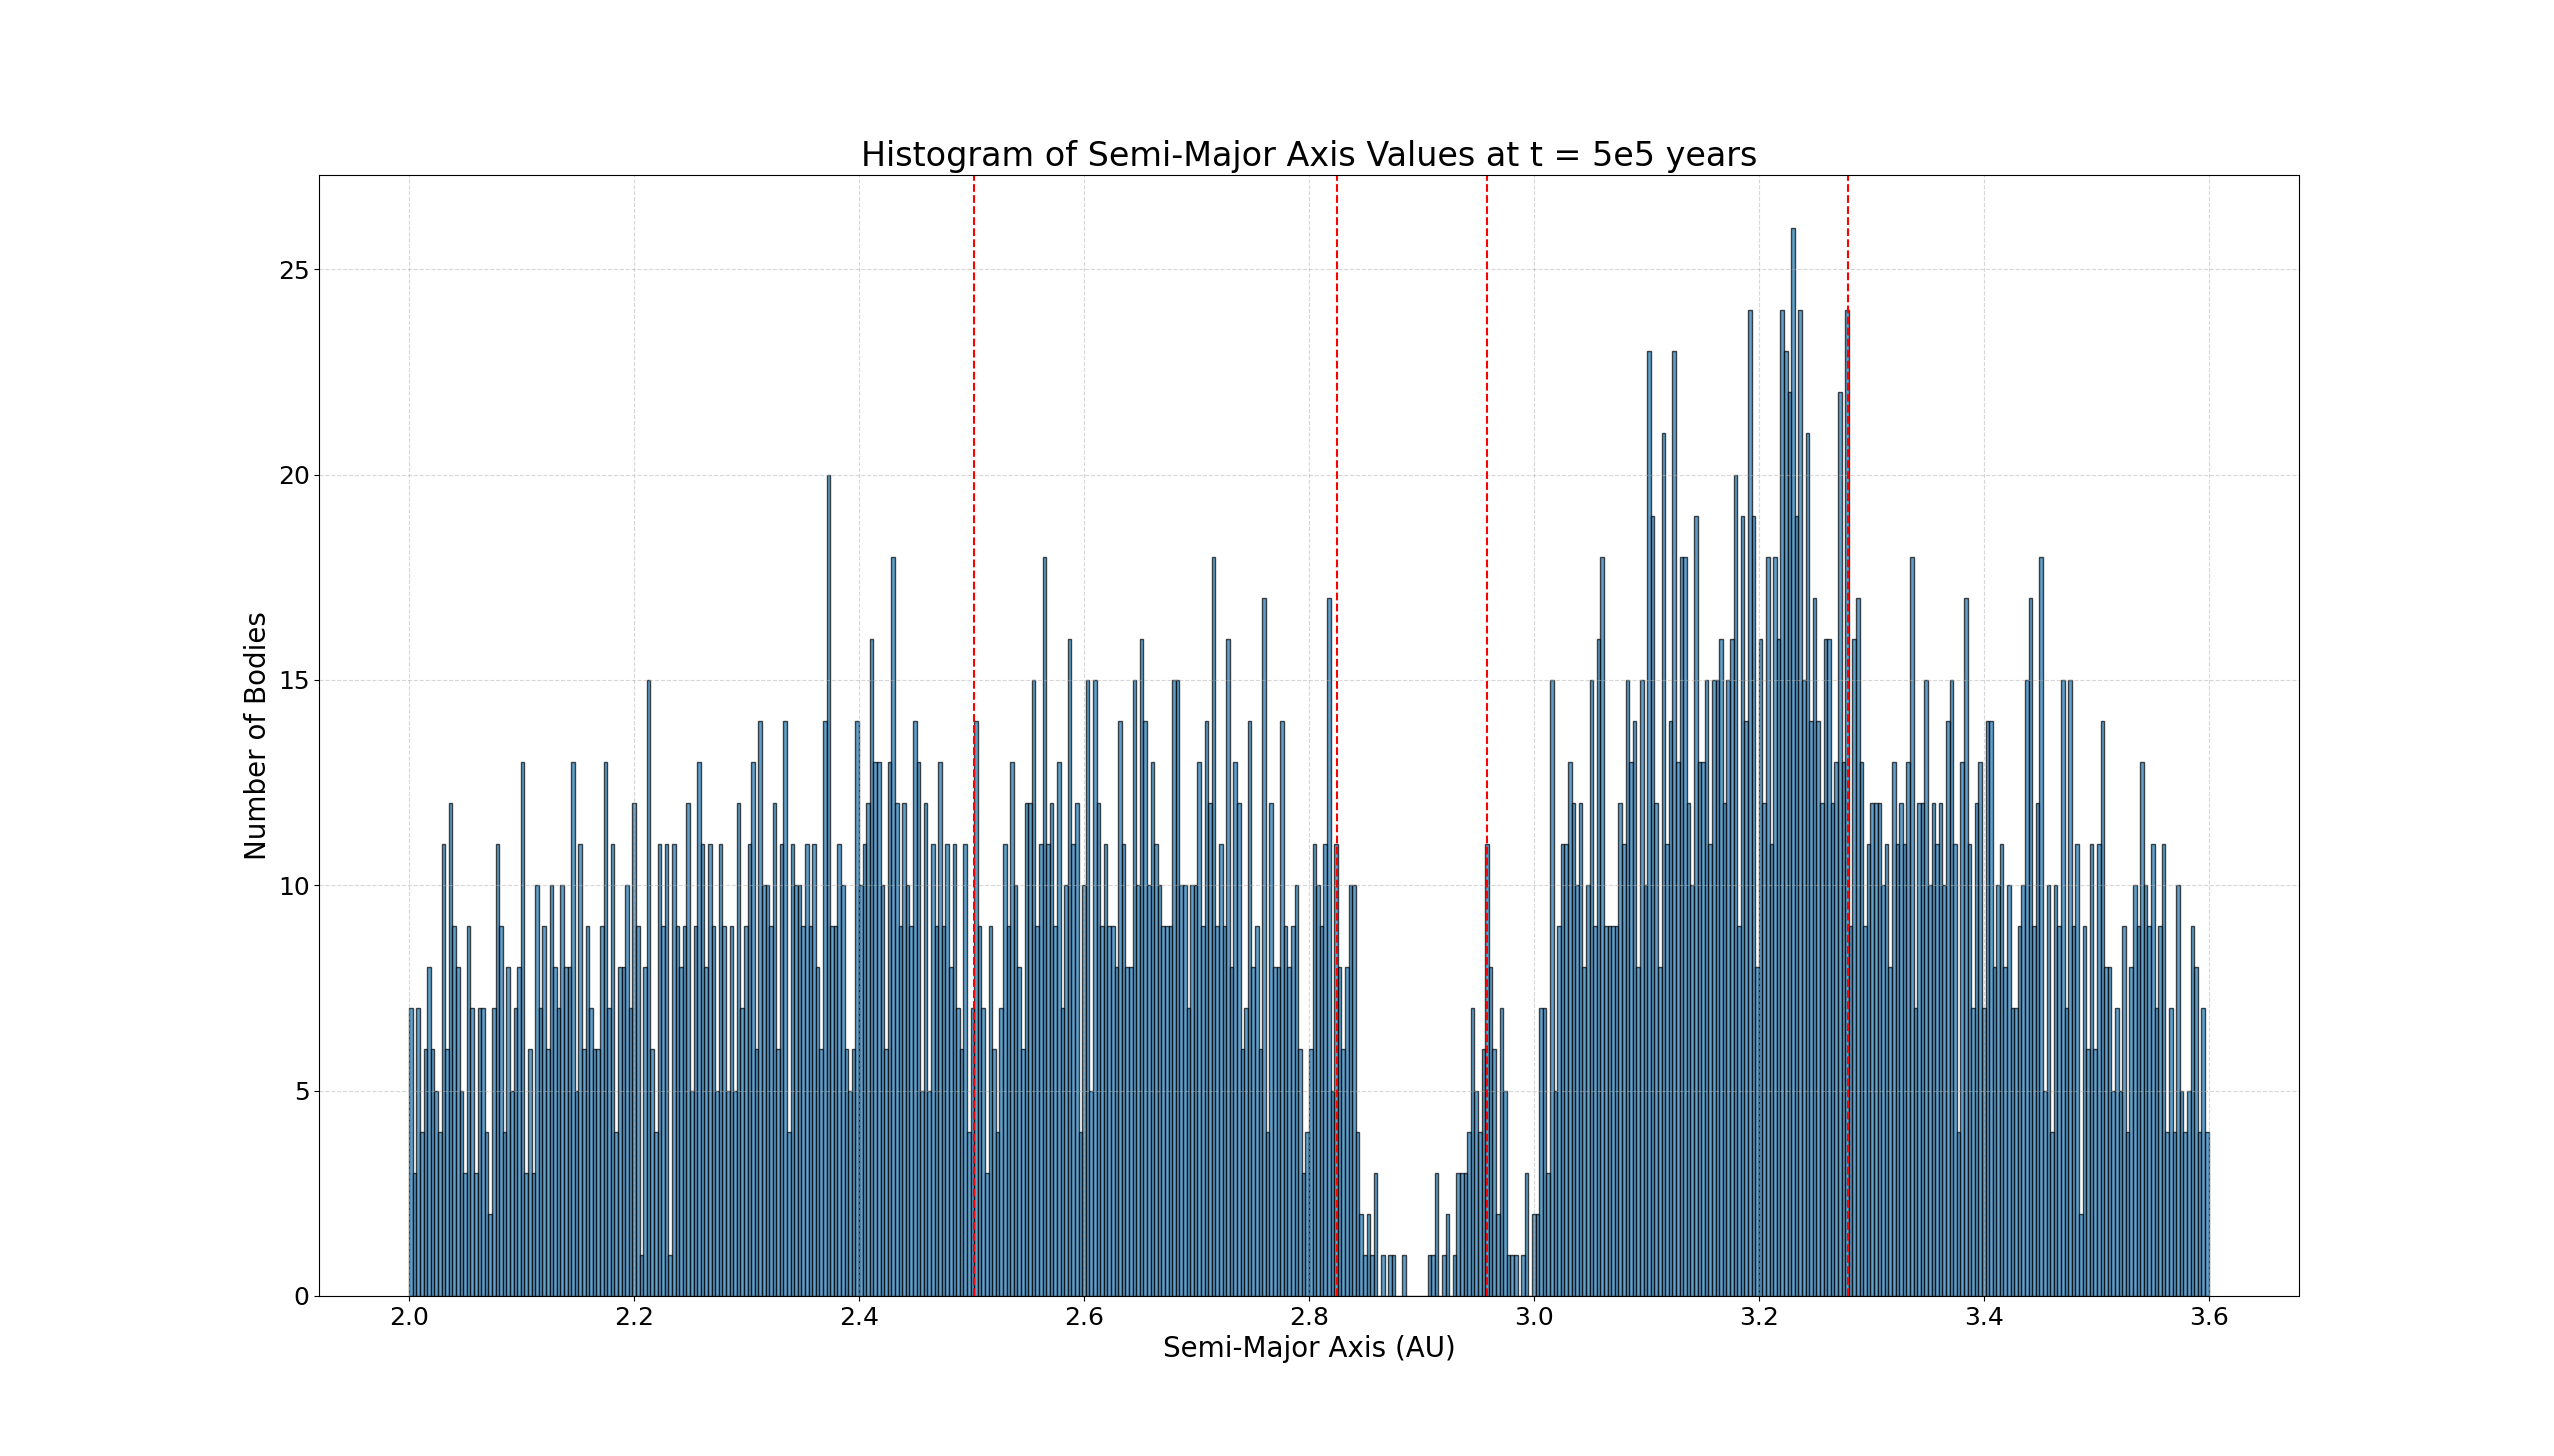 Histogram of Semi-Major Axis Values at t = 5e5 years
25
20
15
10
5
0
Number of Bodies
2.0 2.2 2.4 2.6 2.8 3.0 3.2 3.4 3.6
Semi-Major Axis (AU)